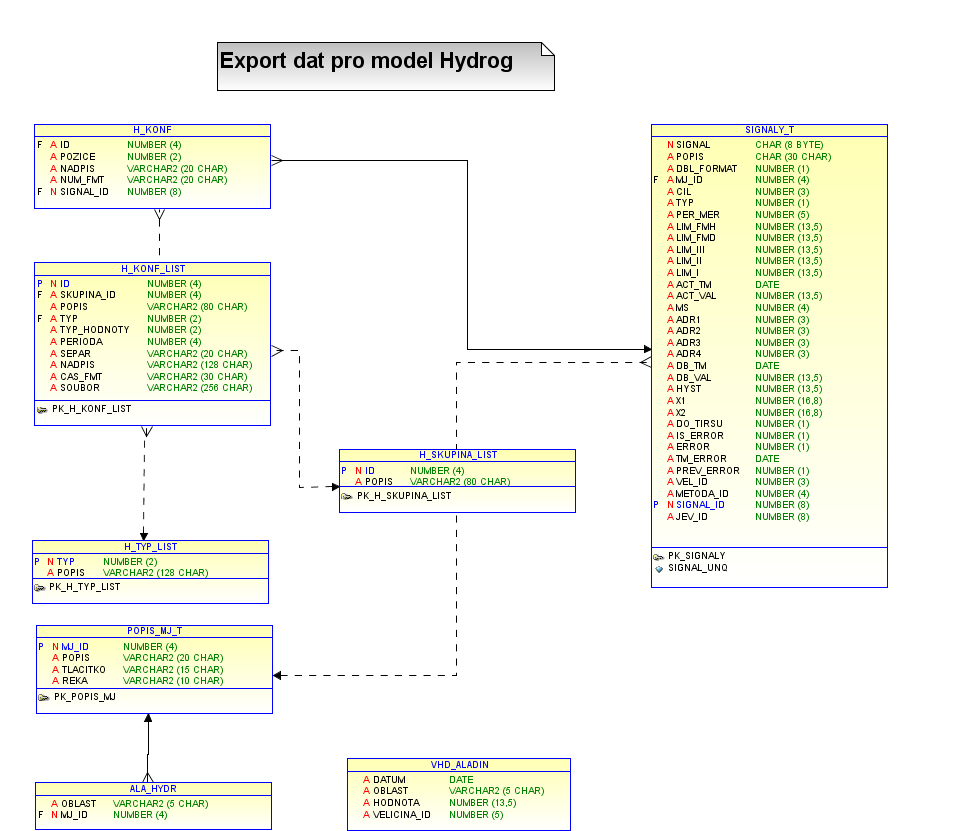 Export dat pro model Hydrog
H_KONF
F A ID NUMBER (4)
A POZICE NUMBER (2)
A NADPIS VARCHAR2 (20 CHAR)
A NUM_FMT VARCHAR2 (20 CHAR)
F N SIGNAL_ID NUMBER (8)
H_KONF_LIST
P N ID NUMBER (4)
F A SKUPINA_ID NUMBER (4)
A POPIS VARCHAR2 (80 CHAR)
F A TYP NUMBER (2)
A TYP_HODNOTY NUMBER (2)
A PERIODA NUMBER (4)
A SEPAR VARCHAR2 (20 CHAR)
A NADPIS VARCHAR2 (128 CHAR)
A CAS_FMT VARCHAR2 (30 CHAR)
A SOUBOR VARCHAR2 (256 CHAR)
PK_H_KONF_LIST
H_SKUPINA_LIST
P N ID NUMBER (4)
A POPIS VARCHAR2 (80 CHAR)
PK_H_SKUPINA_LIST
H_TYP_LIST
P N TYP NUMBER (2)
A POPIS VARCHAR2 (128 CHAR)
PK_H_TYP_LIST
POPIS_MJ_T
P N MJ_ID NUMBER (4)
A POPIS VARCHAR2 (20 CHAR)
A TLACITKO VARCHAR2 (15 CHAR)
A REKA VARCHAR2 (10 CHAR)
PK_POPIS_MJ
ALA_HYDR
A OBLAST VARCHAR2 (5 CHAR)
F N MJ_ID NUMBER (4)
VHD_ALADIN
A DATUM DATE
A OBLAST VARCHAR2 (5 CHAR)
A HODNOTA NUMBER (13,5)
A VELICINA_ID NUMBER (5)
SIGNALY_T
N SIGNAL CHAR (8 BYTE)
A POPIS CHAR (30 CHAR)
A DBL_FORMAT NUMBER (1)
F A MJ_ID NUMBER (4)
A CIL NUMBER (3)
A TYP NUMBER (1)
A PER_MER NUMBER (5)
A LIM_FMH NUMBER (13,5)
A LIM_FMD NUMBER (13,5)
A LIM_III NUMBER (13,5)
A LIM_II NUMBER (13,5)
A LIM_I NUMBER (13,5)
A ACT_TM DATE
A ACT_VAL NUMBER (13,5)
A MS NUMBER (4)
A ADR1 NUMBER (3)
A ADR2 NUMBER (3)
A ADR3 NUMBER (3)
A ADR4 NUMBER (3)
A DB_TM DATE
A DB_VAL NUMBER (13,5)
A HYST NUMBER (13,5)
A X1 NUMBER (16,8)
A X2 NUMBER (16,8)
A DO_TIRSU NUMBER (1)
A IS_ERROR NUMBER (1)
A ERROR NUMBER (1)
A TM_ERROR DATE
A PREV_ERROR NUMBER (1)
A VEL_ID NUMBER (3)
A METODA_ID NUMBER (4)
P N SIGNAL_ID NUMBER (8)
A JEV_ID NUMBER (8)
PK_SIGNALY
SIGNAL_UNQ